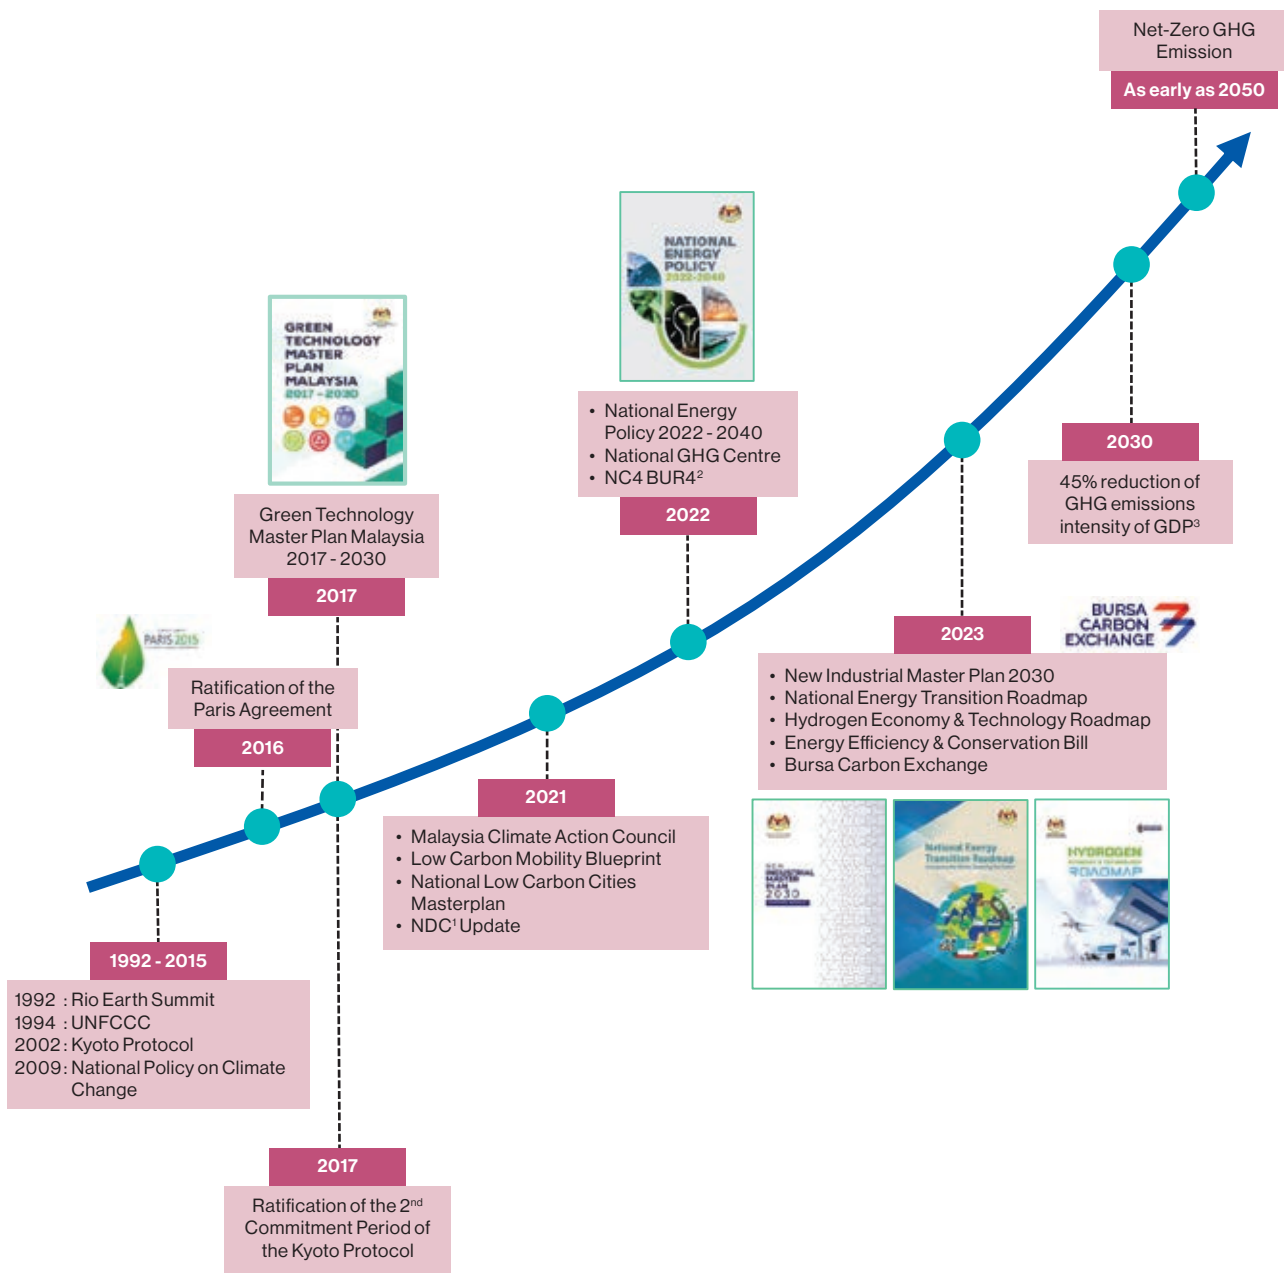 Net-Zero GHG
Emission
As early as 2050
NATIONAL
ENERGY
POLICY
2022-2040
GREEN
TECHNOLOGY
MASTER
PLAN
MALAYSIA
2017 - 2030
• National Energy
Policy 2022 - 2040
• National GHG Centre
• NC4 BUR4²
2022
2030
45% reduction of
GHG emissions
intensity of GDP³
Green Technology
Master Plan Malaysia
2017 - 2030
2017
PARIS 2015
Ratification of the
Paris Agreement
2016
2023
BURSA
CARBON
EXCHANGE
• New Industrial Master Plan 2030
• National Energy Transition Roadmap
• Hydrogen Economy & Technology Roadmap
• Energy Efficiency & Conservation Bill
• Bursa Carbon Exchange
2021
• Malaysia Climate Action Council
• Low Carbon Mobility Blueprint
• National Low Carbon Cities
Masterplan
• NDC¹ Update
NEW
INDUSTRIAL
MASTER
PLAN
2030
National Energy
Transition Roadmap
HYDROGEN
ROADMAP
1992 - 2015
1992 : Rio Earth Summit
1994 : UNFCCC
2002 : Kyoto Protocol
2009 : National Policy on Climate
Change
2017
Ratification of the 2nd
Commitment Period of
the Kyoto Protocol